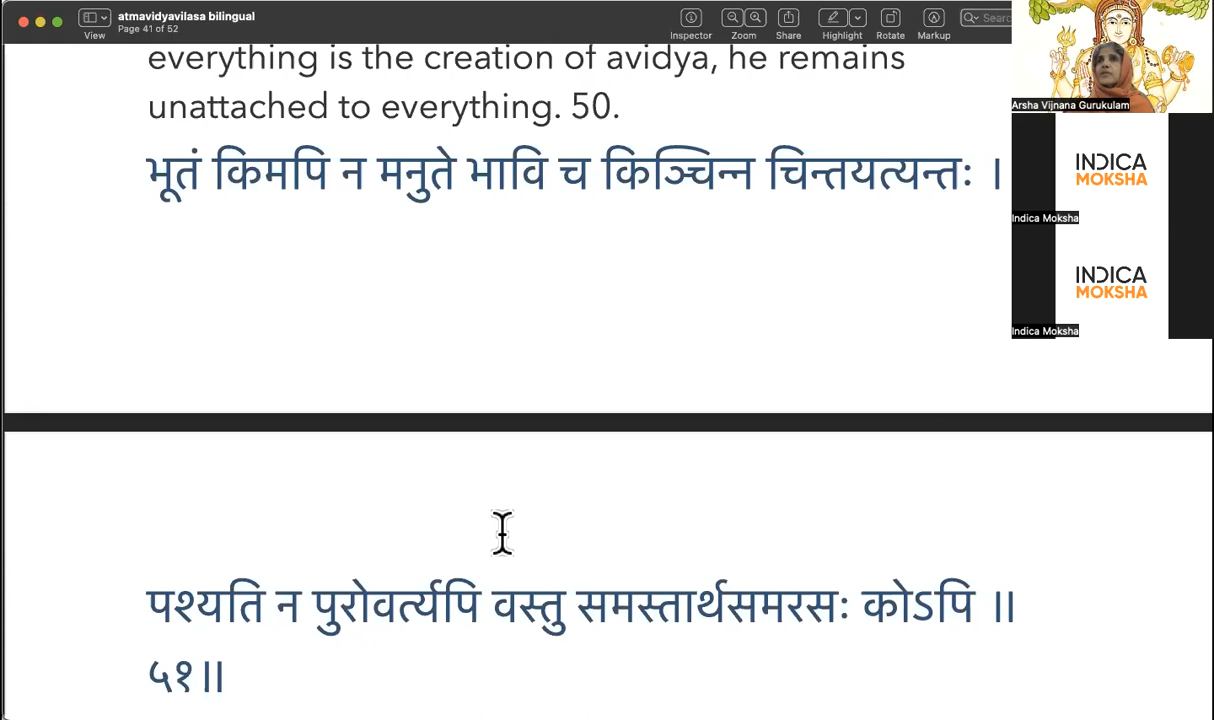 atmavidyavilasa bilingual
Page 41 of 52
View
Inspector
Zoom
Share
Highlight
Rotate
Markup
Searc
everything is the creation of avidya, he remains
unattached to everything. 50.
भूतं किमपि न मनुते भावि च किञ्चिन्न चिन्तयत्यन्तः ।
पश्यति न पुरोवर्त्यपि वस्तु समस्तार्थसमरसः कोऽपि ॥
५१॥
Arsha Vijnana Gurukulam
INDICA
MOKSHA
Indica Moksha
INDICA
MOKSHA
Indica Moksha